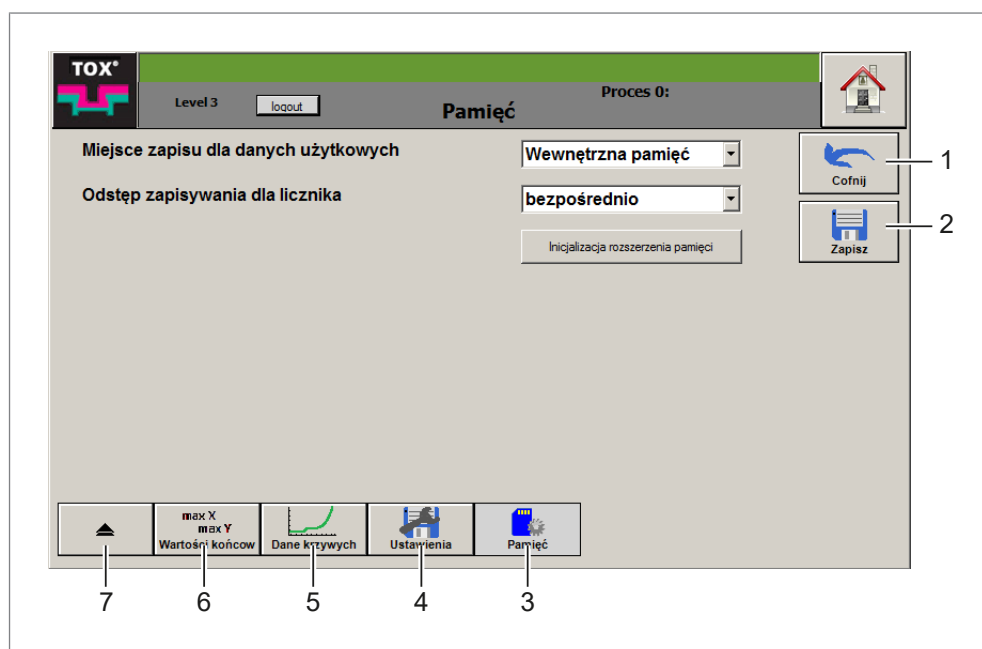 TOX®
Level 3
logout
Proces 0:
Pamięć
Miejsce zapisu dla danych użytkowych
Wewnętrzna pamięć
Cofnij
1
Odstęp zapisywania dla licznika
bezpośrednio
Zapisz
2
Inicjalizacja rozszerzenia pamięci
max X
max Y
Wartości końcow
Dane krzywych
Ustawienia
Pamięć
7
6
5
4
3